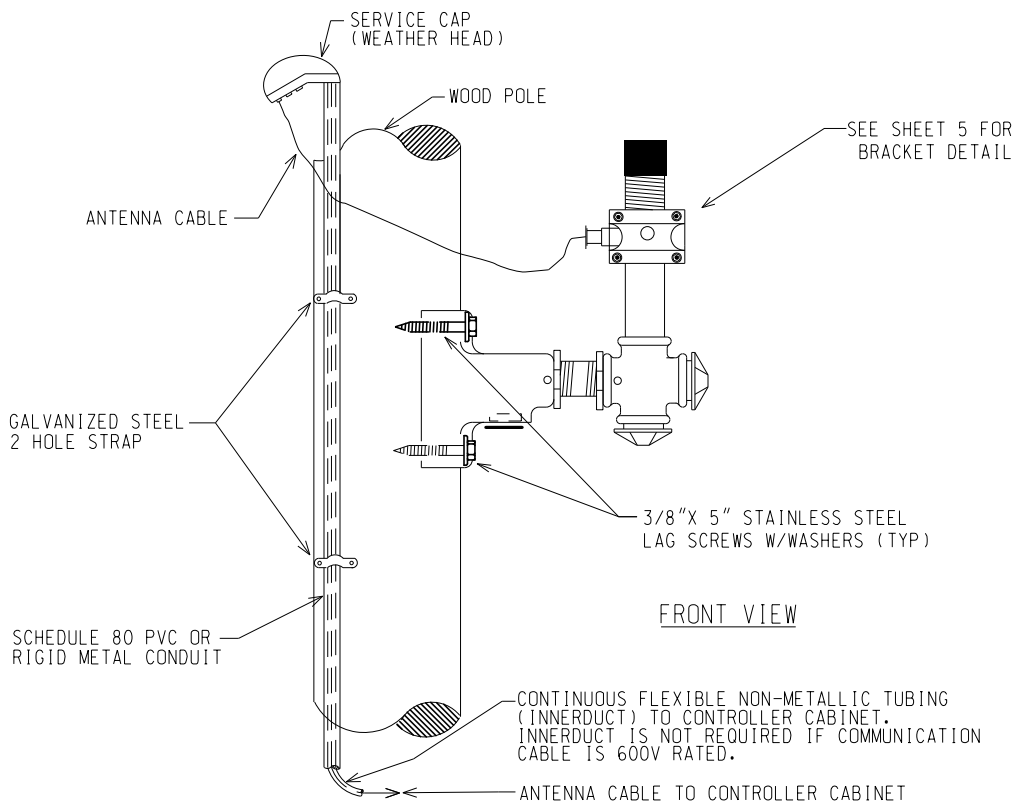 SERVICE CAP
(WEATHER HEAD)
WOOD POLE
SEE SHEET 5 FOR
BRACKET DETAIL
ANTENNA CABLE
GALVANIZED STEEL
2 HOLE STRAP
3/8"X 5" STAINLESS STEEL
LAG SCREWS W/WASHERS (TYP)
FRONT VIEW
SCHEDULE 80 PVC OR
RIGID METAL CONDUIT
CONTINUOUS FLEXIBLE NON-METALLIC TUBING
(INNERDUCT) TO CONTROLLER CABINET.
INNERDUCT IS NOT REQUIRED IF COMMUNICATION
CABLE IS 600V RATED.
ANTENNA CABLE TO CONTROLLER CABINET